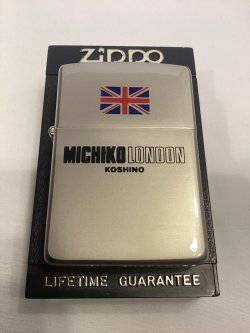 zippo
MICHIKO LONDON
KOSHINO
LIFETIME GUARANTEE